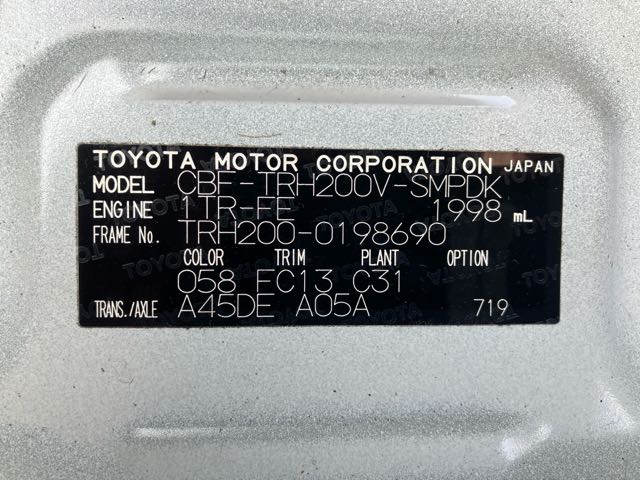 TOYOTA MOTOR CORPORATION JAPAN
MODEL CBF-TRH200V-SMPDK
ENGINE 1TR-FE 1998 mL
FRAME No. TRH200-0198690
COLOR TRIM PLANT OPTION
058 FC13 C31
TRANS./AXLE A45DE A05A 719